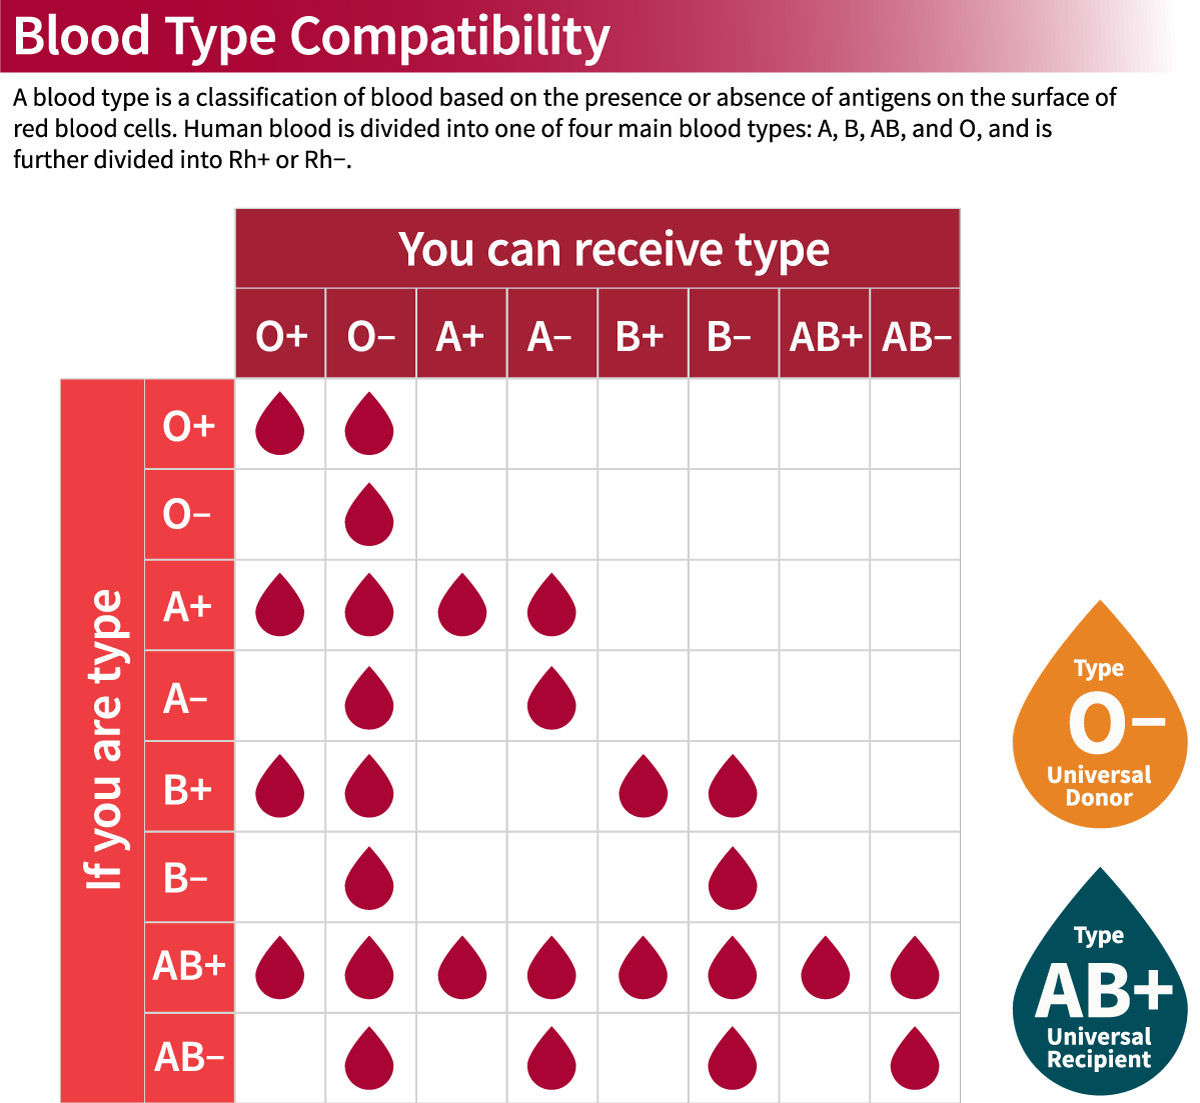 Blood Type Compatibility
A blood type is a classification of blood based on the presence or absence of antigens on the surface of
red blood cells. Human blood is divided into one of four main blood types: A, B, AB, and O, and is
further divided into Rh+ or Rh−.
You can receive type
O+ O− A+ A− B+ B− AB+ AB−
If you are type
O+
O−
A+
A−
B+
B−
AB+
AB−
Type
O−
Universal
Donor
Type
AB+
Universal
Recipient